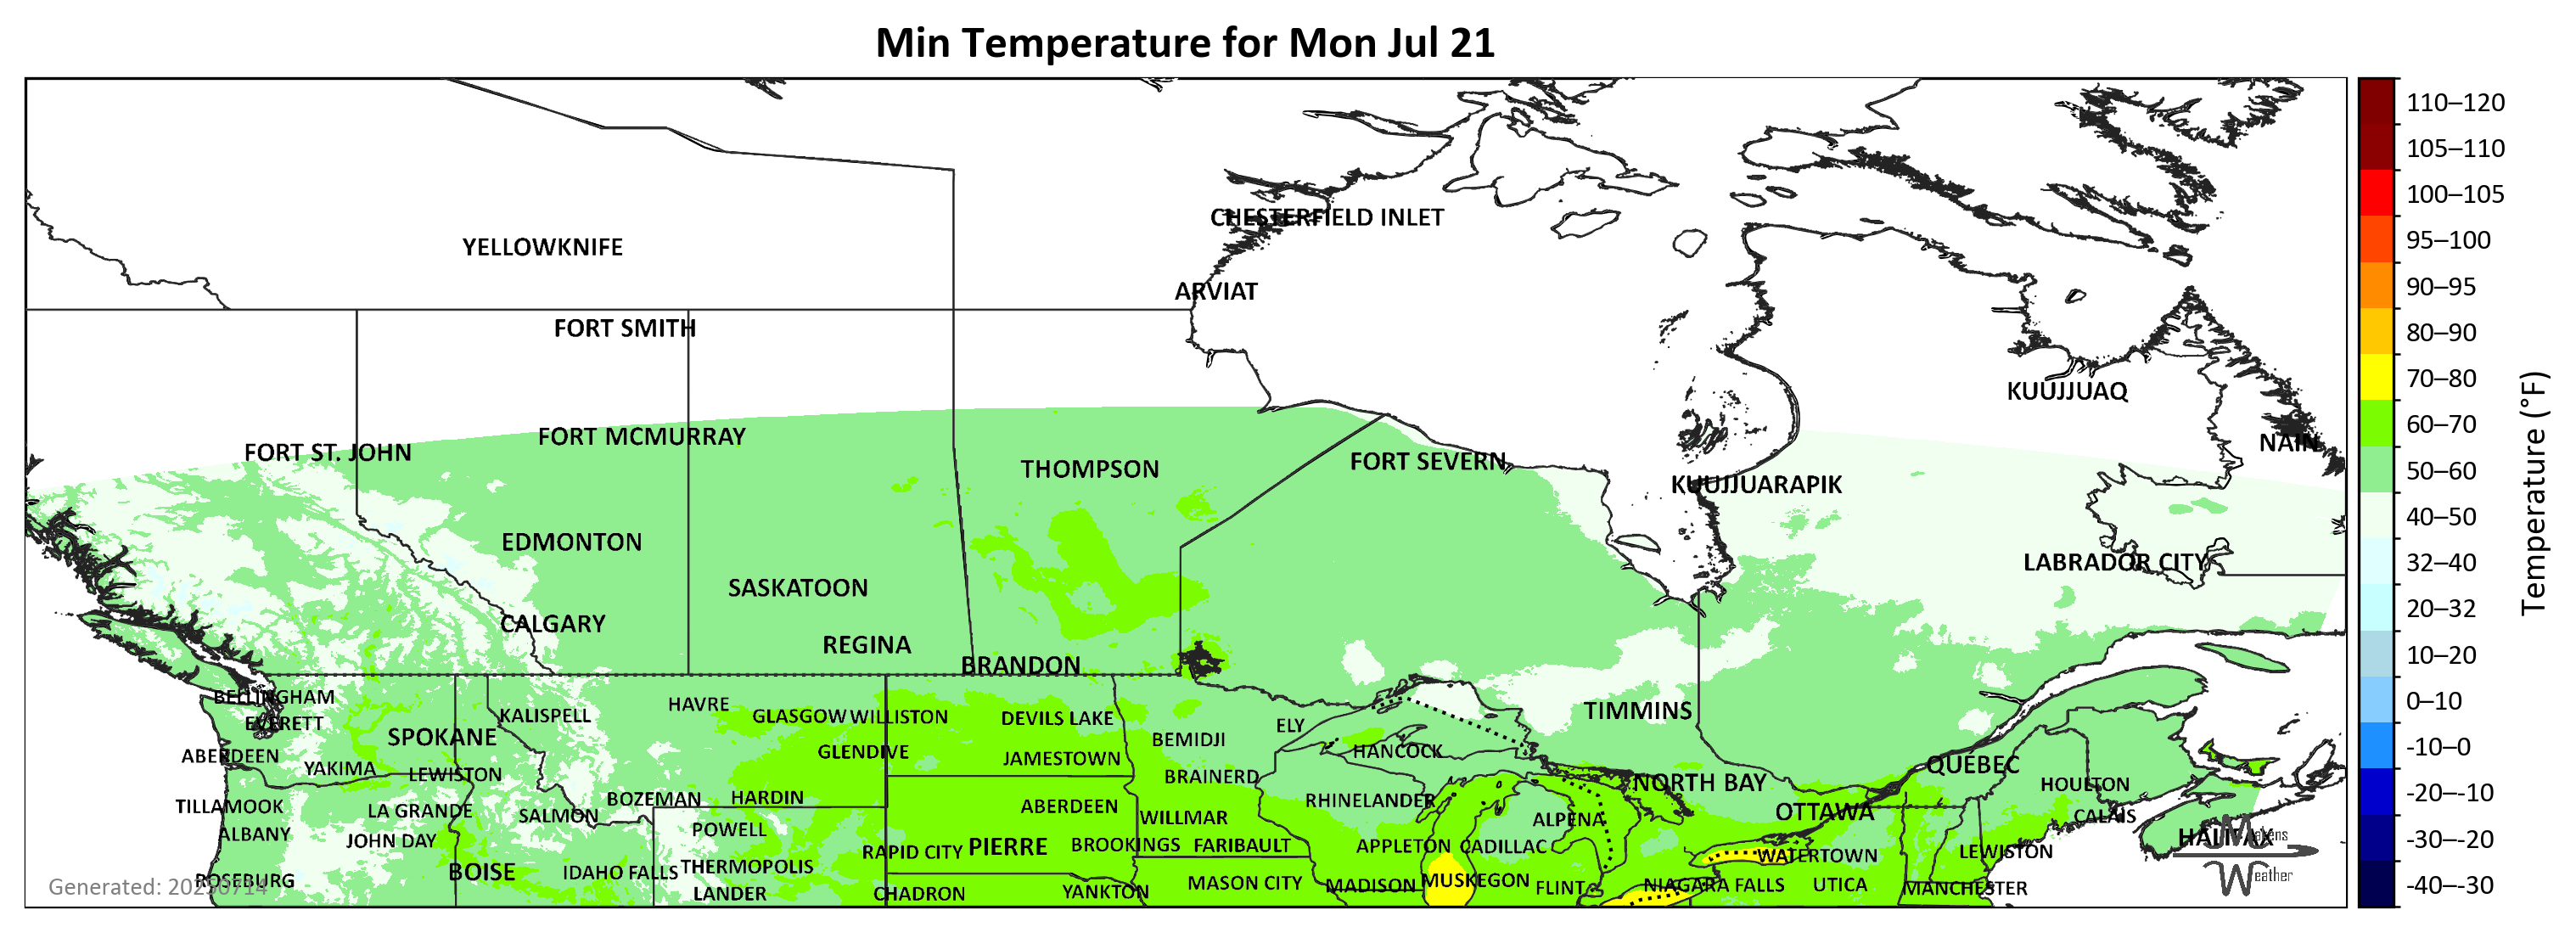 Min Temperature for Mon Jul 21
110–120
105–110
CHESTERFIELD INLET
100–105
YELLOWKNIFE
95–100
ARVIAT
90–95
FORT SMITH
80–90
KUUJJUAQ
70–80
FORT MCMURRAY
60–70
FORT ST. JOHN
NAIN
THOMPSON
FORT SEVERN
50–60
KUUJJUARAPIK
40–50
EDMONTON
LABRADOR CITY
32–40
SASKATOON
20–32
CALGARY
REGINA
10–20
BRANDON
BELLINGHAM
0–10
HAVRE
KALISPELL
GLASGOW WILLISTON
DEVILS LAKE
TIMMINS
EVERETT
ELY
SPOKANE
BEMIDJI
-10–0
ABERDEEN
GLENDIVE
JAMESTOWN
HANCOCK
YAKIMA
LEWISTON
BRAINERD
QUÉBEC
NORTH BAY
HOULTON
-20–-10
TILLAMOOK
LA GRANDE
SALMON
BOZEMAN
HARDIN
ABERDEEN
WILLMAR
RHINELANDER
ALPENA
OTTAWA
CALAIS
ALBANY
JOHN DAY
POWELL
RAPID CITY
PIERRE
BROOKINGS
FARIBAULT
APPLETON
CADILLAC
WATERTOWN
LEWISTON
HALIFAX
-30–-20
Makens
Weather
ROSEBURG
BOISE
IDAHO FALLS
THERMOPOLIS
LANDER
CHADRON
YANKTON
MASON CITY
MADISON
MUSKEGON
FLINT
NIAGARA FALLS
UTICA
MANCHESTER
-40–-30
Generated: 20250714
Temperature (°F)